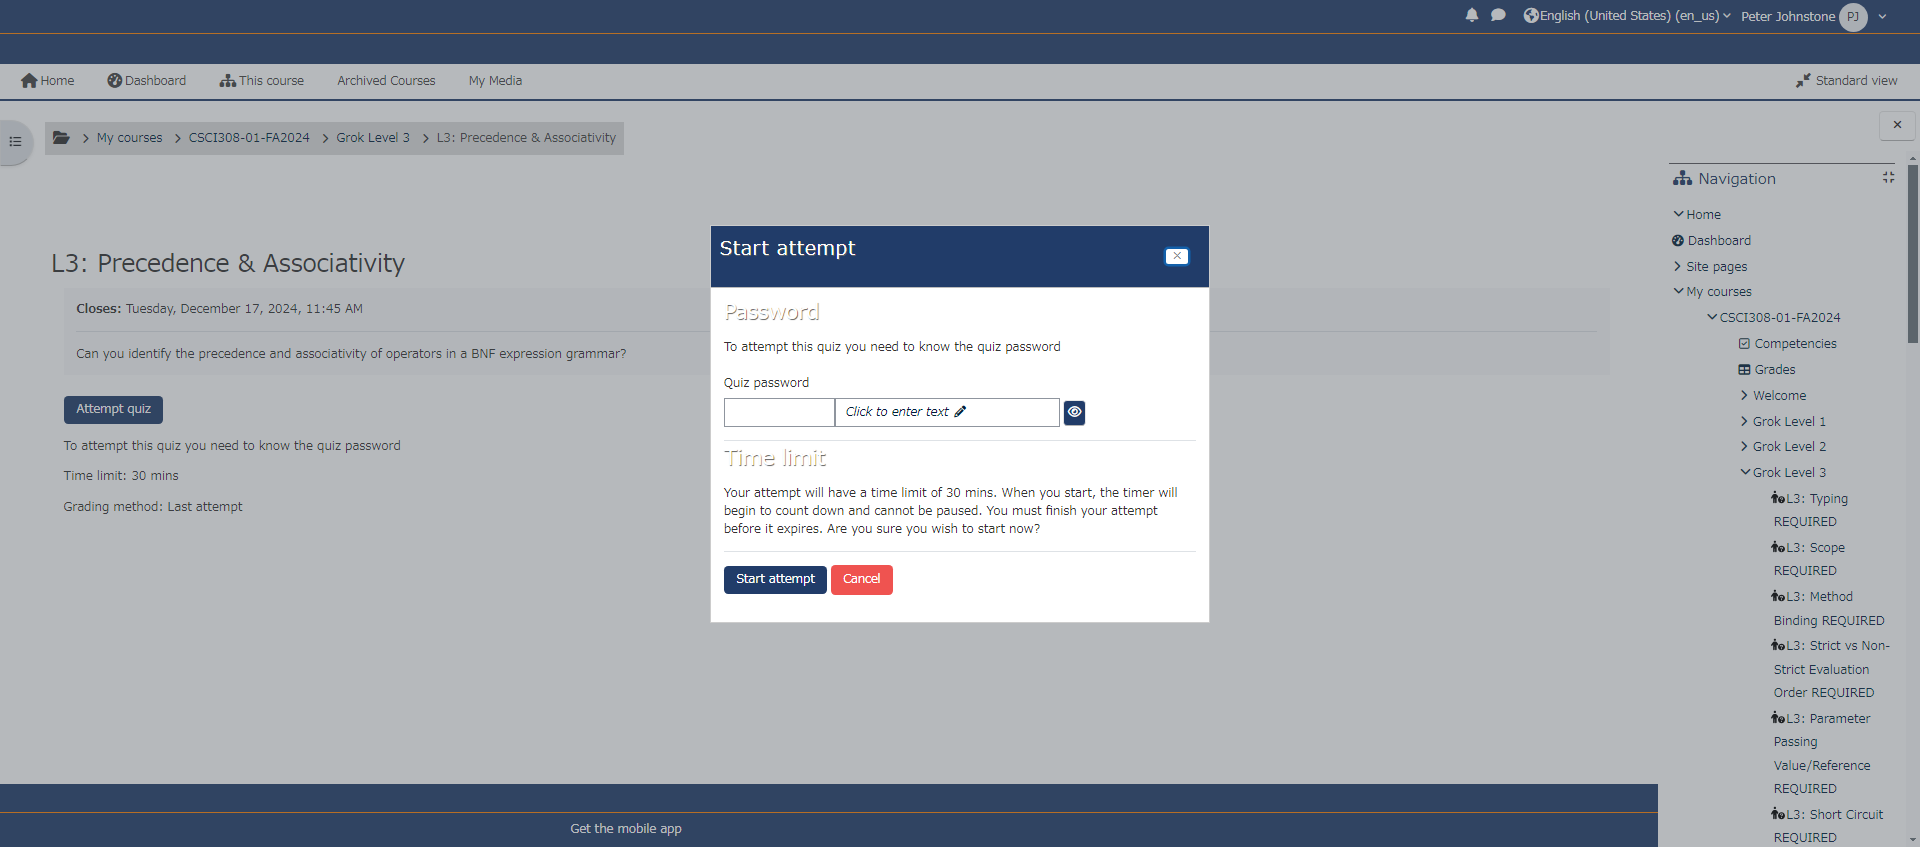 English (United States) (en_us)
Peter Johnstone
PJ
Home
Dashboard
This course
Archived Courses
My Media
Standard view
My courses
CSCI308-01-FA2024
Grok Level 3
L3: Precedence & Associativity
L3: Precedence & Associativity
Closes: Tuesday, December 17, 2024, 11:45 AM
Can you identify the precedence and associativity of operators in a BNF expression grammar?
Attempt quiz
To attempt this quiz you need to know the quiz password
Time limit: 30 mins
Grading method: Last attempt
Start attempt
Password
To attempt this quiz you need to know the quiz password
Quiz password
Click to enter text
Time limit
Your attempt will have a time limit of 30 mins. When you start, the timer will
begin to count down and cannot be paused. You must finish your attempt
before it expires. Are you sure you wish to start now?
Start attempt
Cancel
Navigation
Home
Dashboard
Site pages
My courses
CSCI308-01-FA2024
Competencies
Grades
Welcome
Grok Level 1
Grok Level 2
Grok Level 3
L3: Typing
REQUIRED
L3: Scope
REQUIRED
L3: Method
Binding REQUIRED
L3: Strict vs Non-
Strict Evaluation
Order REQUIRED
L3: Parameter
Passing
Value/Reference
REQUIRED
L3: Short Circuit
REQUIRED
Get the mobile app